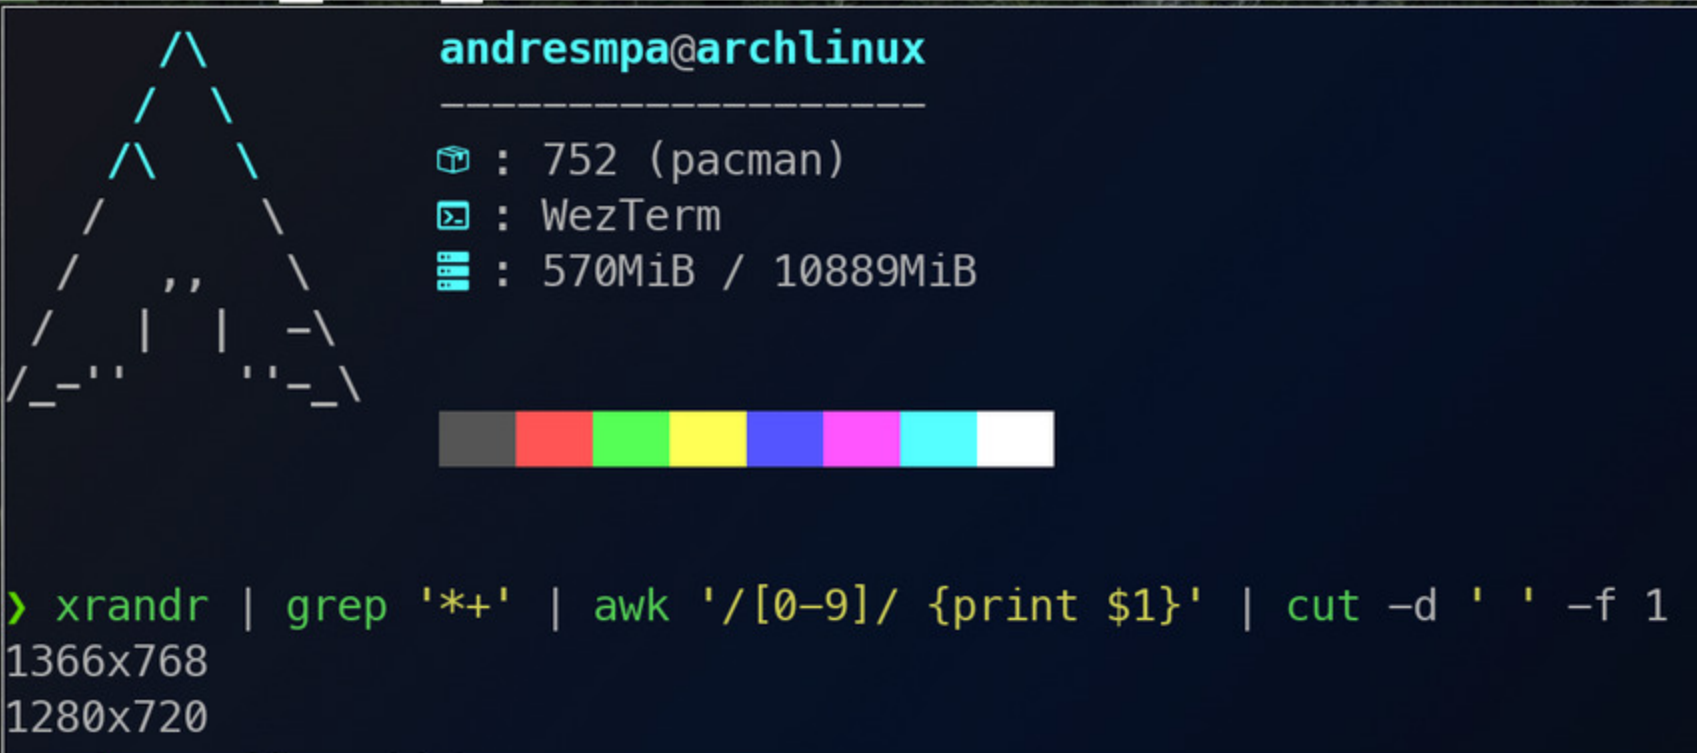 andresmpa@archlinux
-------------------
: 752 (pacman)
: WezTerm
: 570MiB / 10889MiB
❯ xrandr | grep '*+' | awk '/[0-9]/ {print $1}' | cut -d ' ' -f 1
1366x768
1280x720